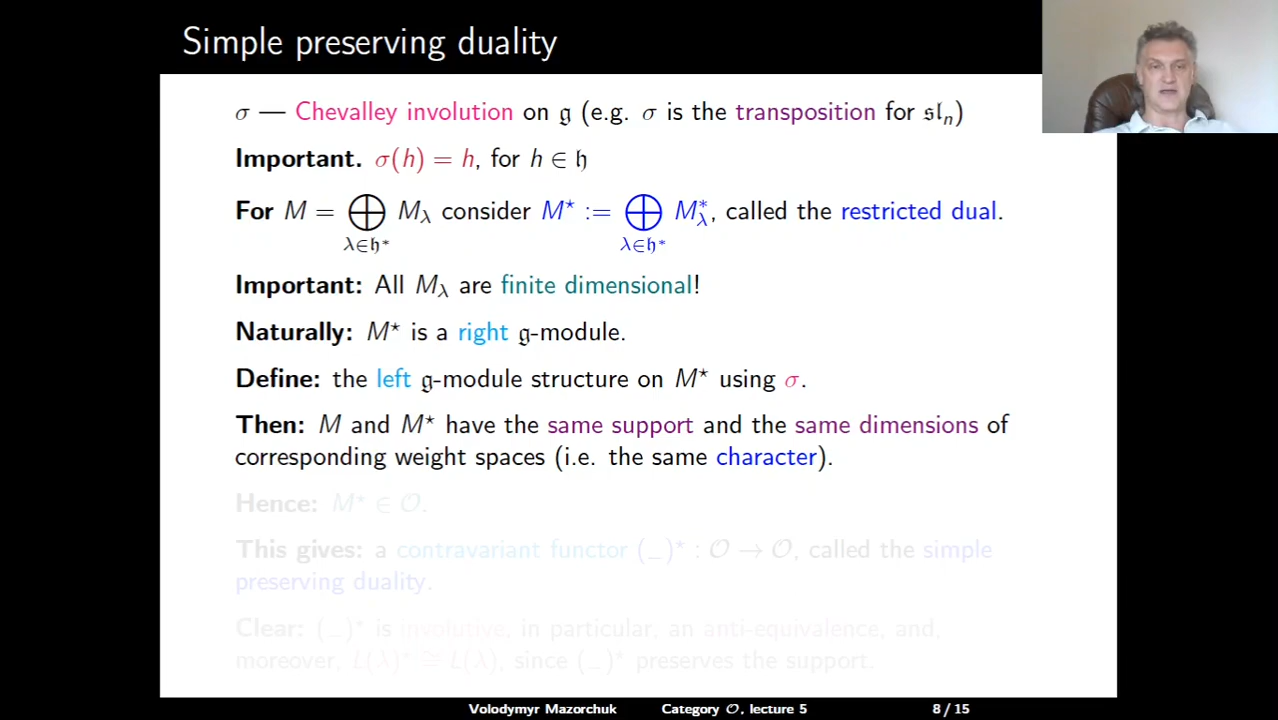 Simple preserving duality
σ — Chevalley involution on 𝔤 (e.g. σ is the transposition for 𝔰𝔩ₙ)
Important. σ(h) = h, for h ∈ 𝔥
For M = ⨁_{λ∈𝔥*} M_λ consider M⋆ := ⨁_{λ∈𝔥*} M*_λ, called the restricted dual.
Important: All M_λ are finite dimensional!
Naturally: M⋆ is a right 𝔤-module.
Define: the left 𝔤-module structure on M⋆ using σ.
Then: M and M⋆ have the same support and the same dimensions of
corresponding weight spaces (i.e. the same character).
Hence: M⋆ ∈ 𝒪.
This gives: a contravariant functor (_)⋆ : 𝒪 → 𝒪, called the simple
preserving duality.
Clear: (_)⋆ is involutive, in particular, an anti-equivalence, and,
moreover, L(λ)⋆ ≅ L(λ), since (_)⋆ preserves the support.
Volodymyr Mazorchuk Category 𝒪, lecture 5 8 / 15